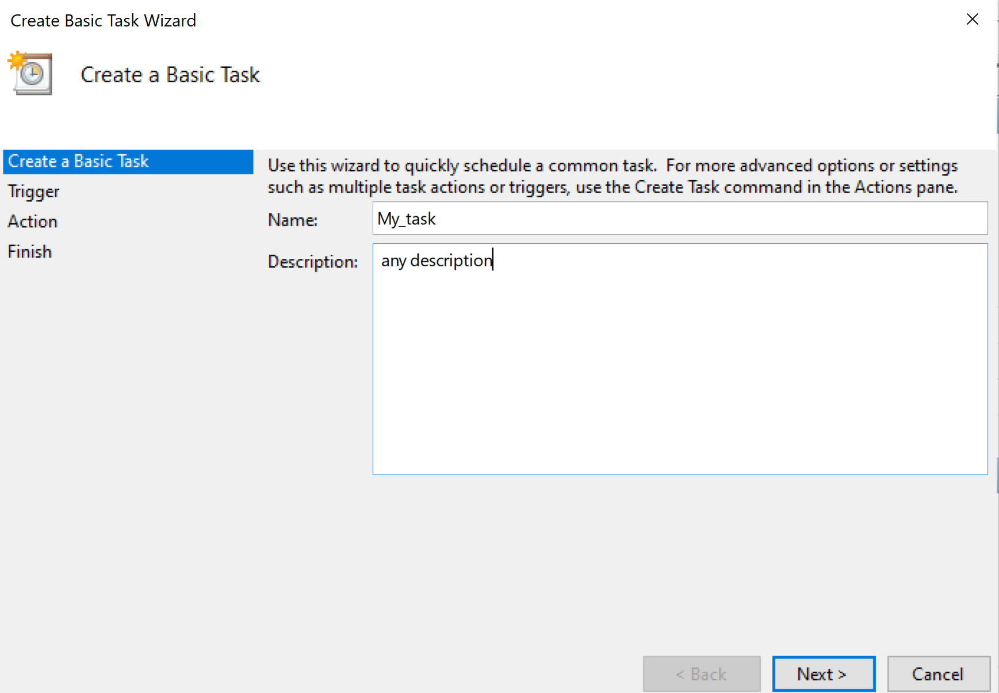 Create Basic Task Wizard
Create a Basic Task
Create a Basic Task
Trigger
Action
Finish
Use this wizard to quickly schedule a common task.  For more advanced options or settings
such as multiple task actions or triggers, use the Create Task command in the Actions pane.
Name:
My_task
Description:
any description
< Back
Next >
Cancel